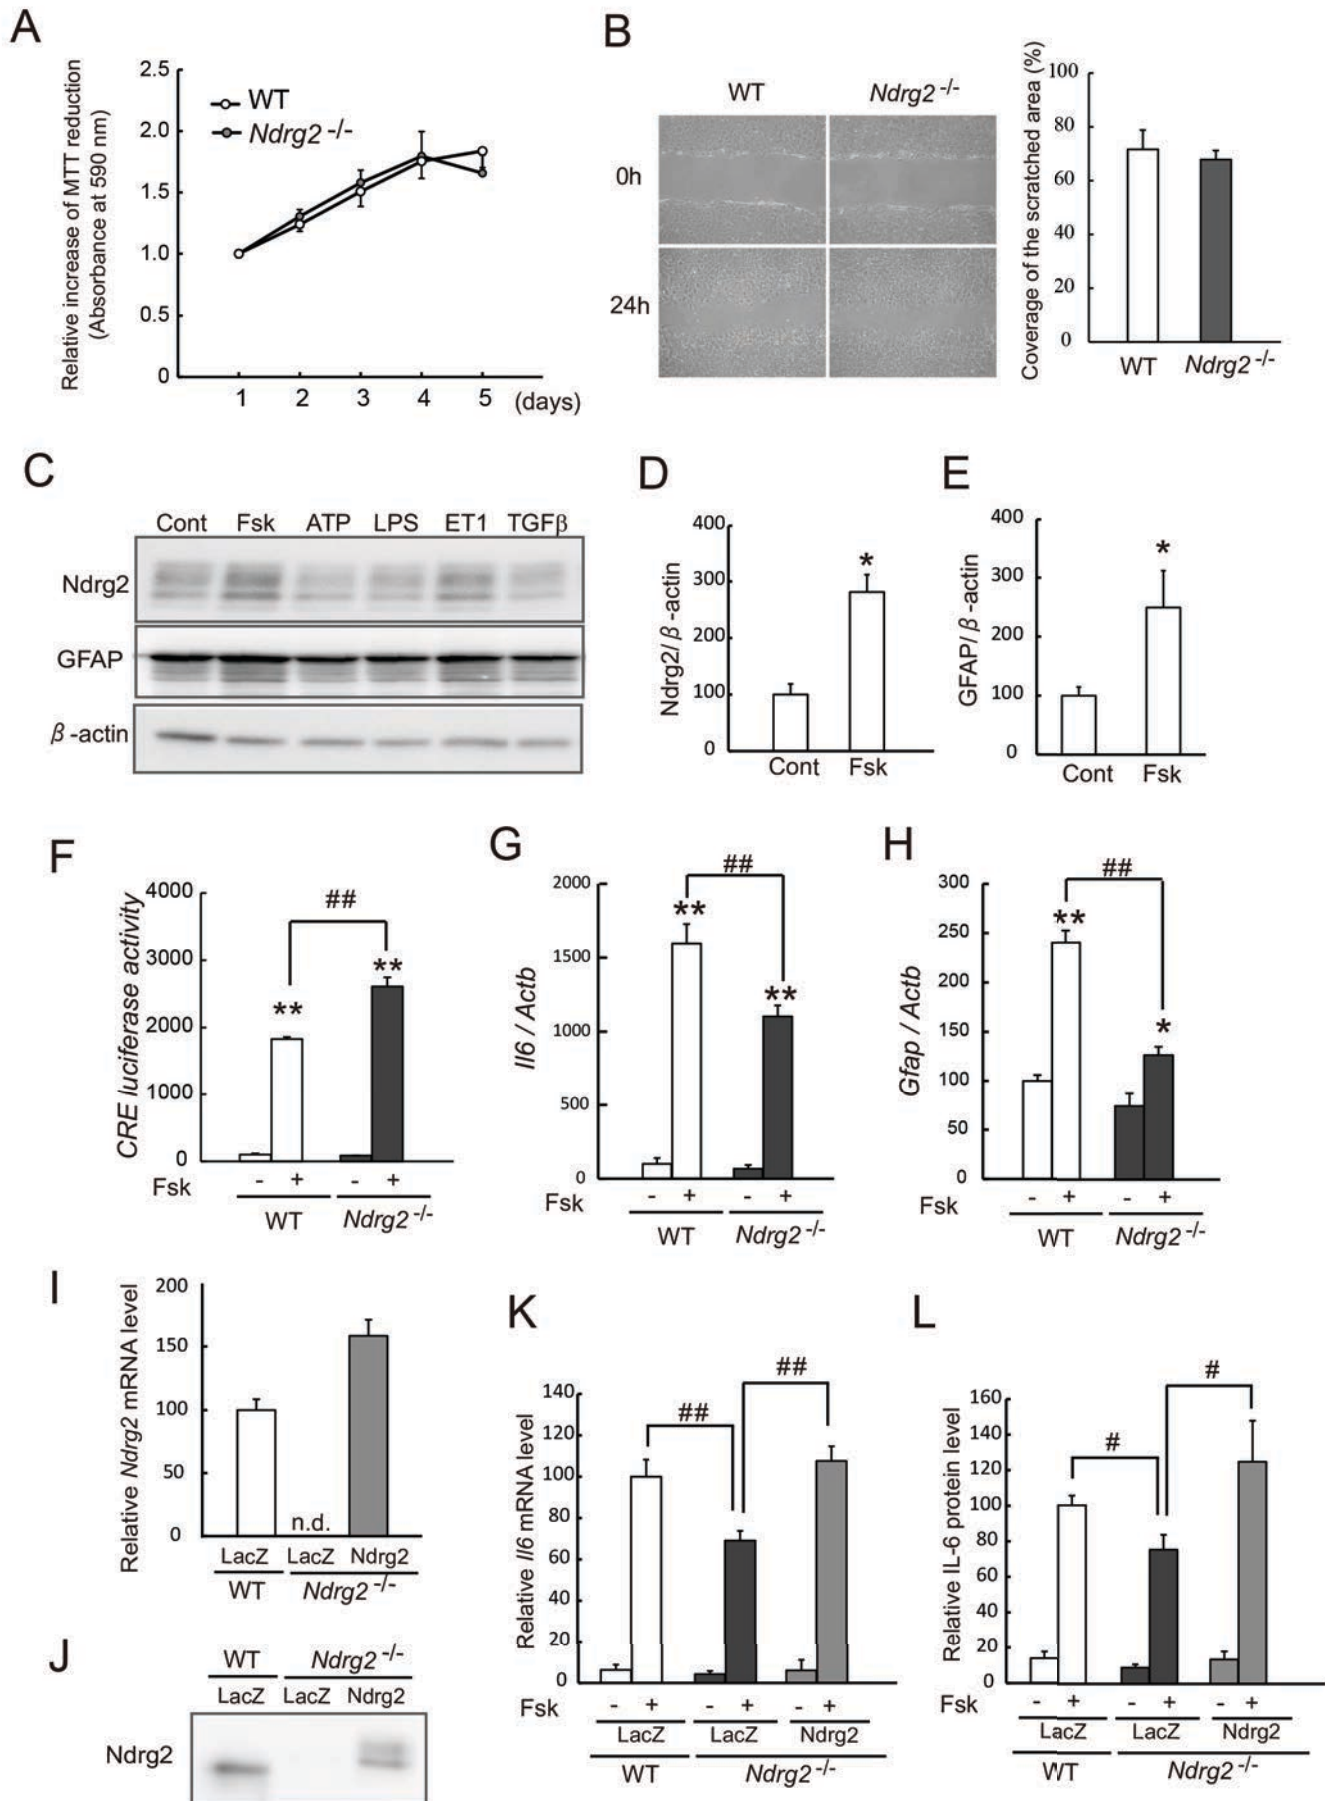 A
Relative increase of MTT reduction
(Absorbance at 590 nm)
2.5
2.0
1.5
1.0
0.5
0
WT
Ndrg2 -/-
1 2 3 4 5 (days)
B
WT Ndrg2 -/-
0h
24h
Coverage of the scratched area (%)
100
80
60
40
20
0
WT Ndrg2 -/-
C
Cont Fsk ATP LPS ET1 TGFβ
Ndrg2
GFAP
β-actin
D
Ndrg2/β-actin
400
300
200
100
0
*
Cont Fsk
E
GFAP/β-actin
400
300
200
100
0
*
Cont Fsk
F
CRE luciferase activity
4000
3000
2000
1000
0
##
** **
Fsk - + - +
WT Ndrg2 -/-
G
Il6 / Actb
2000
1500
1000
500
0
##
** **
Fsk - + - +
WT Ndrg2 -/-
H
Gfap / Actb
300
250
200
150
100
50
0
##
** *
Fsk - + - +
WT Ndrg2 -/-
I
Relative Ndrg2 mRNA level
200
150
100
50
0
n.d.
LacZ LacZ Ndrg2
WT Ndrg2 -/-
J
WT Ndrg2 -/-
LacZ LacZ Ndrg2
Ndrg2
K
Relative Il6 mRNA level
140
120
100
80
60
40
20
0
## ##
Fsk - + - + - +
LacZ LacZ Ndrg2
WT Ndrg2 -/-
L
Relative IL-6 protein level
160
140
120
100
80
60
40
20
0
# #
Fsk - + - + - +
LacZ LacZ Ndrg2
WT Ndrg2 -/-